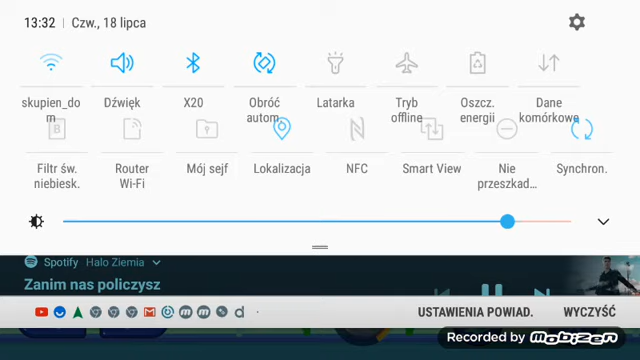 13:32 | Czw., 18 lipca
skupien_do
m
Dźwięk
X20
Obróć
autom.
Latarka
Tryb
offline
Oszcz.
energii
Dane
komórkowe
Filtr św.
niebiesk.
Router
Wi-Fi
Mój sejf
Lokalizacja
NFC
Smart View
Nie
przeszkad...
Synchron.
Spotify Halo Ziemia
Zanim nas policzysz
USTAWIENIA POWIAD. WYCZYŚĆ
Recorded by Mobizen